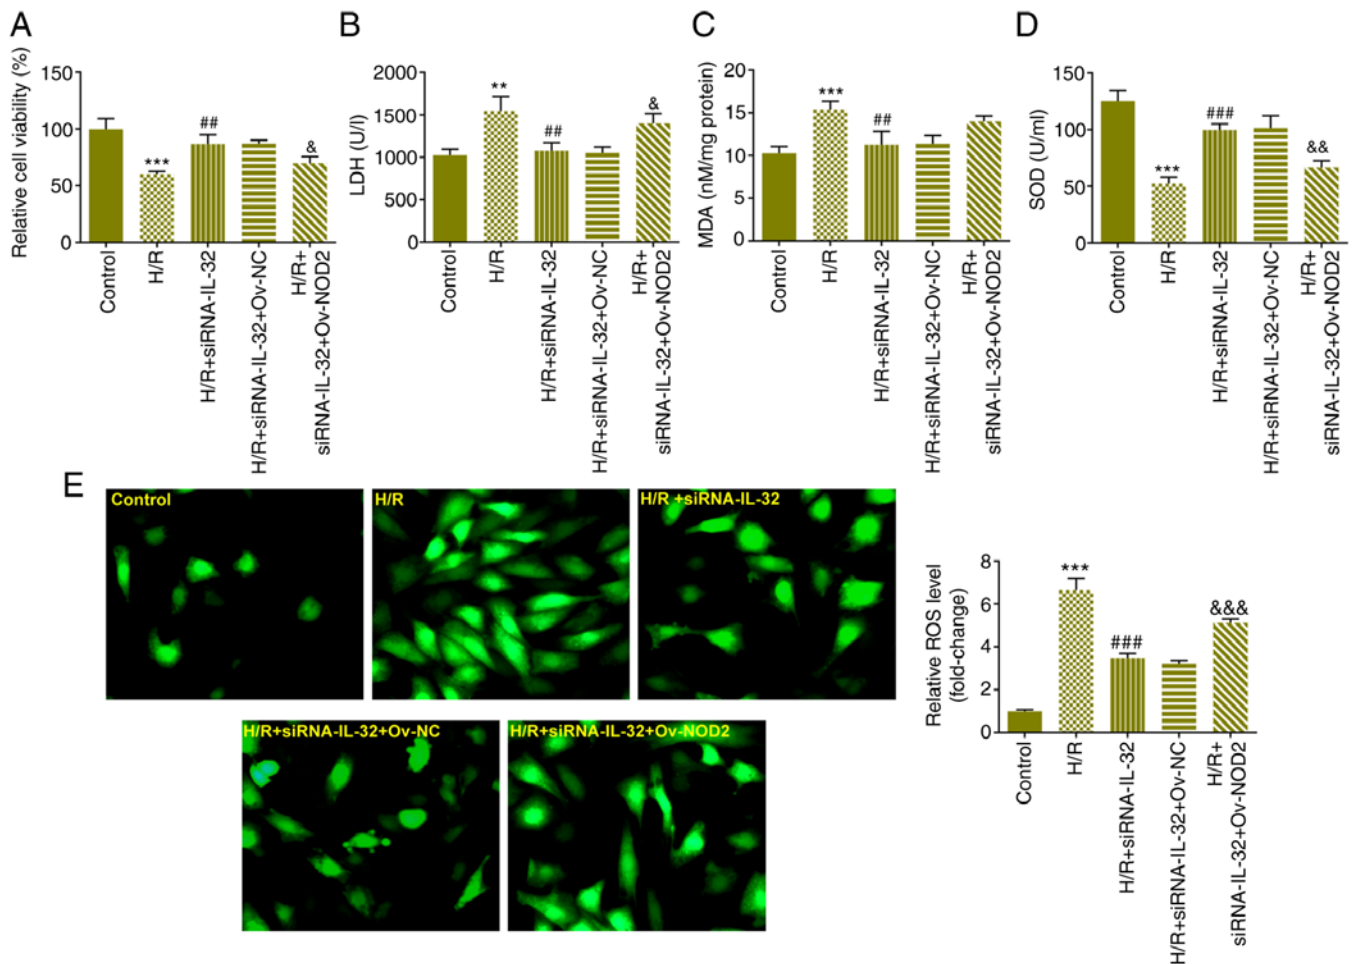 A
Relative cell viability (%)
150
100
50
0
***
##
&
Control
H/R
H/R+siRNA-IL-32
H/R+siRNA-IL-32+Ov-NC
H/R+
siRNA-IL-32+Ov-NOD2
B
LDH (U/l)
2000
1500
1000
500
0
**
##
&
Control
H/R
H/R+siRNA-IL-32
H/R+siRNA-IL-32+Ov-NC
H/R+
siRNA-IL-32+Ov-NOD2
C
MDA (nM/mg protein)
20
15
10
5
0
***
##
Control
H/R
H/R+siRNA-IL-32
H/R+siRNA-IL-32+Ov-NC
H/R+
siRNA-IL-32+Ov-NOD2
D
SOD (U/ml)
150
100
50
0
***
###
&&
Control
H/R
H/R+siRNA-IL-32
H/R+siRNA-IL-32+Ov-NC
H/R+
siRNA-IL-32+Ov-NOD2
E
Control
H/R
H/R +siRNA-IL-32
H/R+siRNA-IL-32+Ov-NC
H/R+siRNA-IL-32+Ov-NOD2
Relative ROS level
(fold-change)
8
6
4
2
0
***
###
&&&
Control
H/R
H/R+siRNA-IL-32
H/R+siRNA-IL-32+Ov-NC
H/R+
siRNA-IL-32+Ov-NOD2